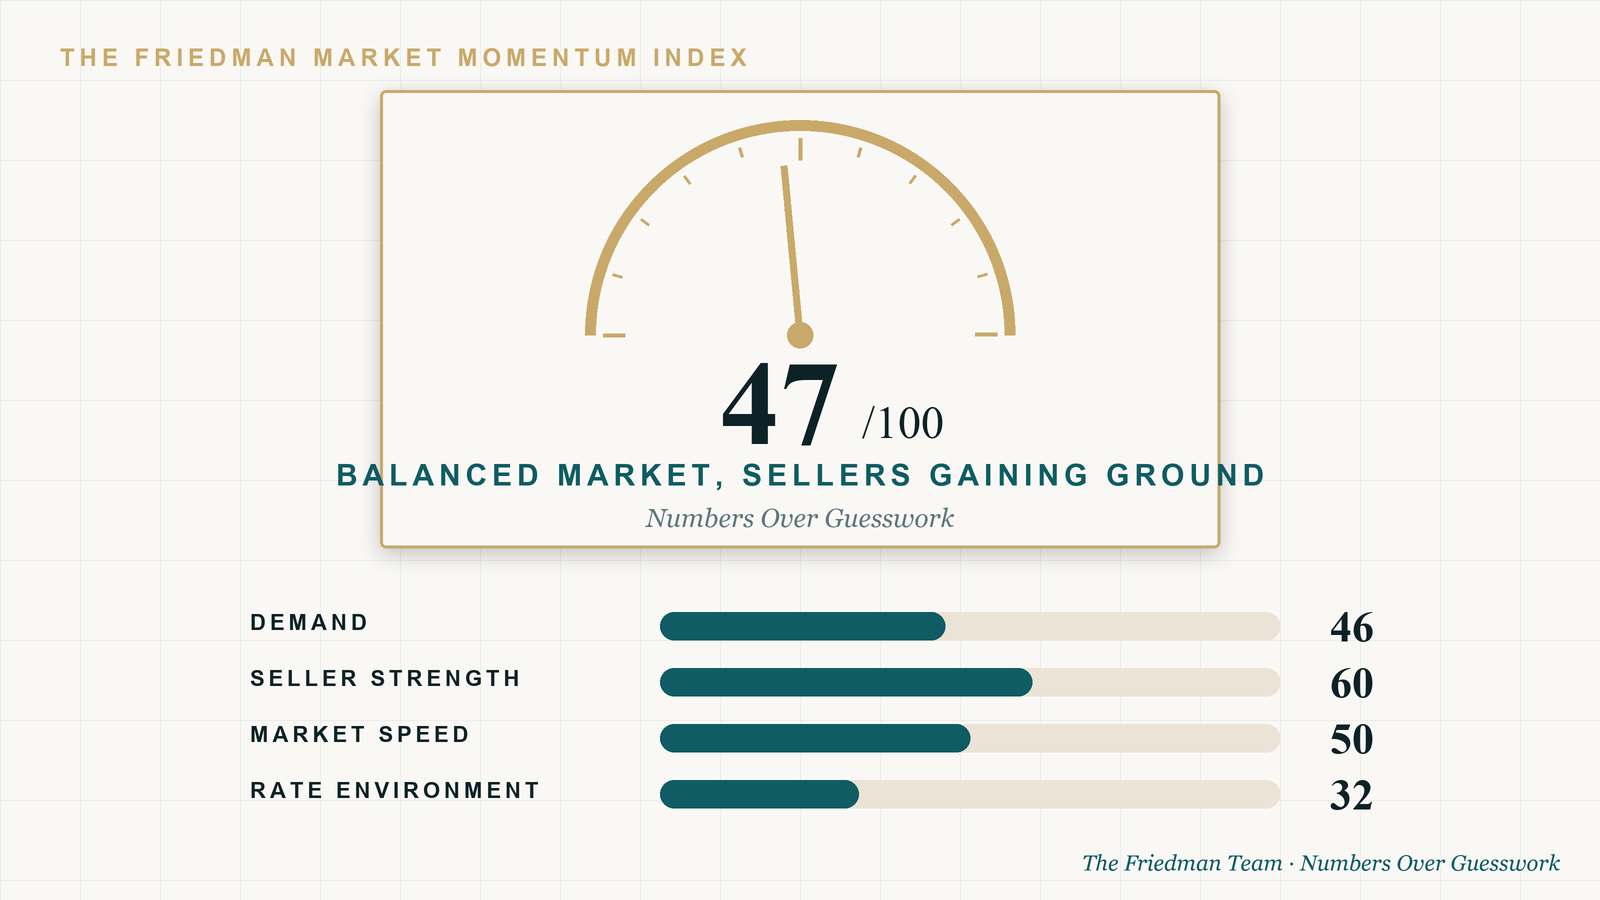 THE FRIEDMAN MARKET MOMENTUM INDEX
47 /100
BALANCED MARKET, SELLERS GAINING GROUND
Numbers Over Guesswork
DEMAND 46
SELLER STRENGTH 60
MARKET SPEED 50
RATE ENVIRONMENT 32
The Friedman Team · Numbers Over Guesswork